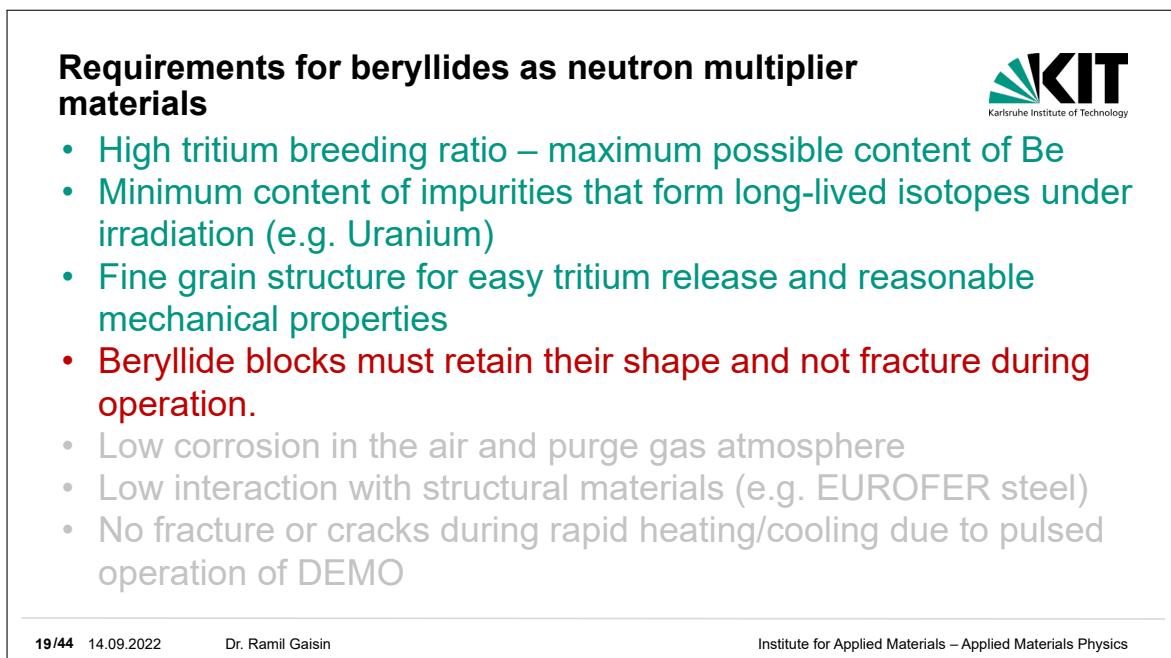 Requirements for beryllides as neutron multiplier
materials
KIT
Karlsruhe Institute of Technology
• High tritium breeding ratio – maximum possible content of Be
• Minimum content of impurities that form long-lived isotopes under
irradiation (e.g. Uranium)
• Fine grain structure for easy tritium release and reasonable
mechanical properties
• Beryllide blocks must retain their shape and not fracture during
operation.
• Low corrosion in the air and purge gas atmosphere
• Low interaction with structural materials (e.g. EUROFER steel)
• No fracture or cracks during rapid heating/cooling due to pulsed
operation of DEMO
19/44 14.09.2022 Dr. Ramil Gaisin Institute for Applied Materials – Applied Materials Physics